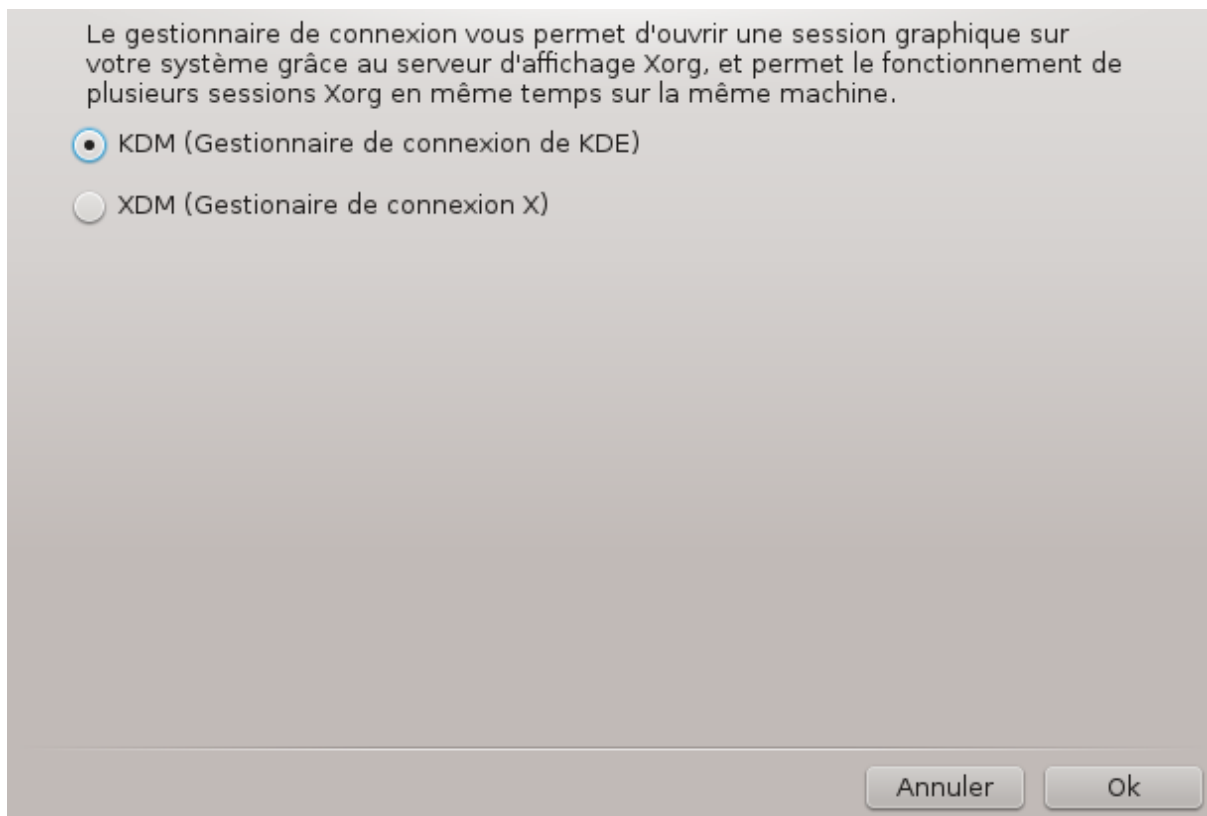 Le gestionnaire de connexion vous permet d'ouvrir une session graphique sur
votre système grâce au serveur d'affichage Xorg, et permet le fonctionnement de
plusieurs sessions Xorg en même temps sur la même machine.
KDM (Gestionnaire de connexion de KDE)
XDM (Gestionaire de connexion X)
Annuler
Ok